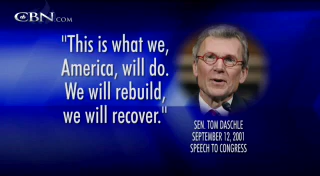 CBN.COM
"This is what we,
America, will do.
We will rebuild,
we will recover."
SEN. TOM DASCHLE
SEPTEMBER 12, 2001
SPEECH TO CONGRESS